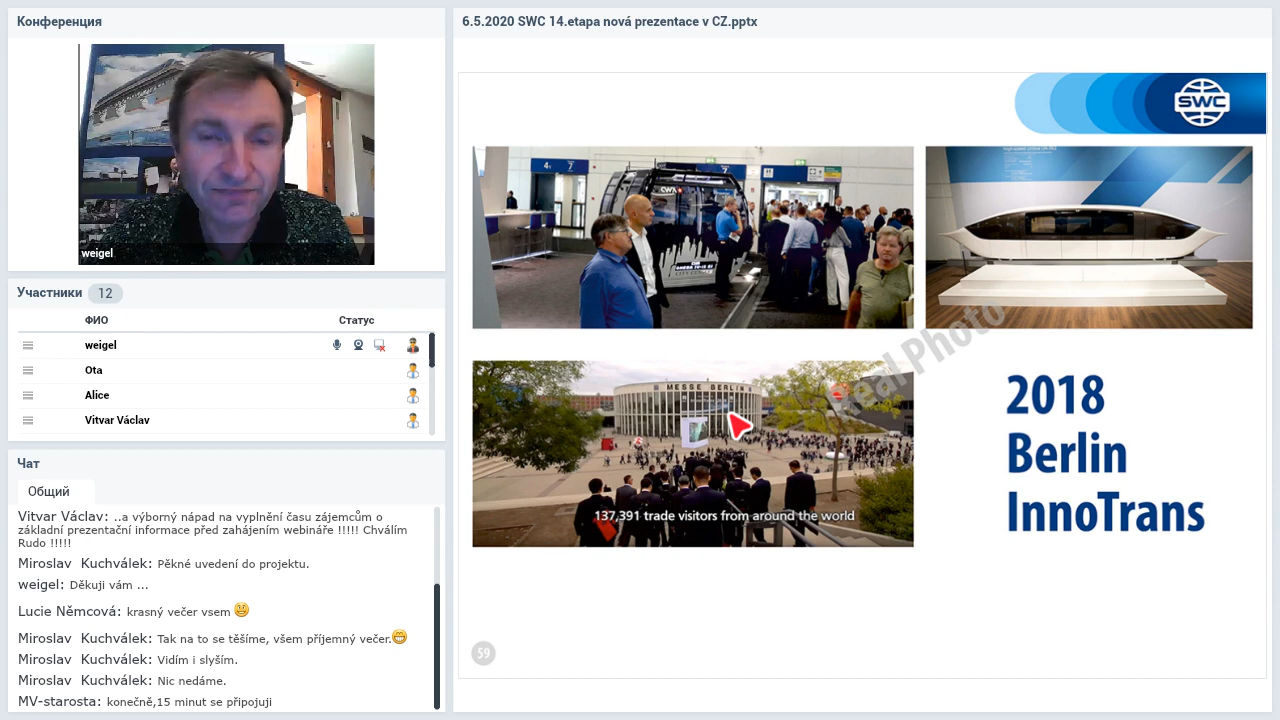 Конференция
weigel
Участники 12
ФИО Статус
weigel
Ota
Alice
Vitvar Václav
Чат
Общий
Vitvar Václav: ..a výborný nápad na vyplnění času zájemcům o
základní prezentační informace před zahájením webináře !!!!! Chválím
Rudo !!!!!
Miroslav Kuchválek: Pěkné uvedení do projektu.
weigel: Děkuji vám ...
Lucie Němcová: krasný večer vsem
Miroslav Kuchválek: Tak na to se těšíme, všem příjemný večer.
Miroslav Kuchválek: Vidím i slyším.
Miroslav Kuchválek: Nic nedáme.
MV-starosta: konečně,15 minut se připojuji
6.5.2020 SWC 14.etapa nová prezentace v CZ.pptx
SWC
4.1
7
CWA
Real Photo
MESSE BERLIN
137,391 trade visitors from around the world
2018
Berlin
InnoTrans
59